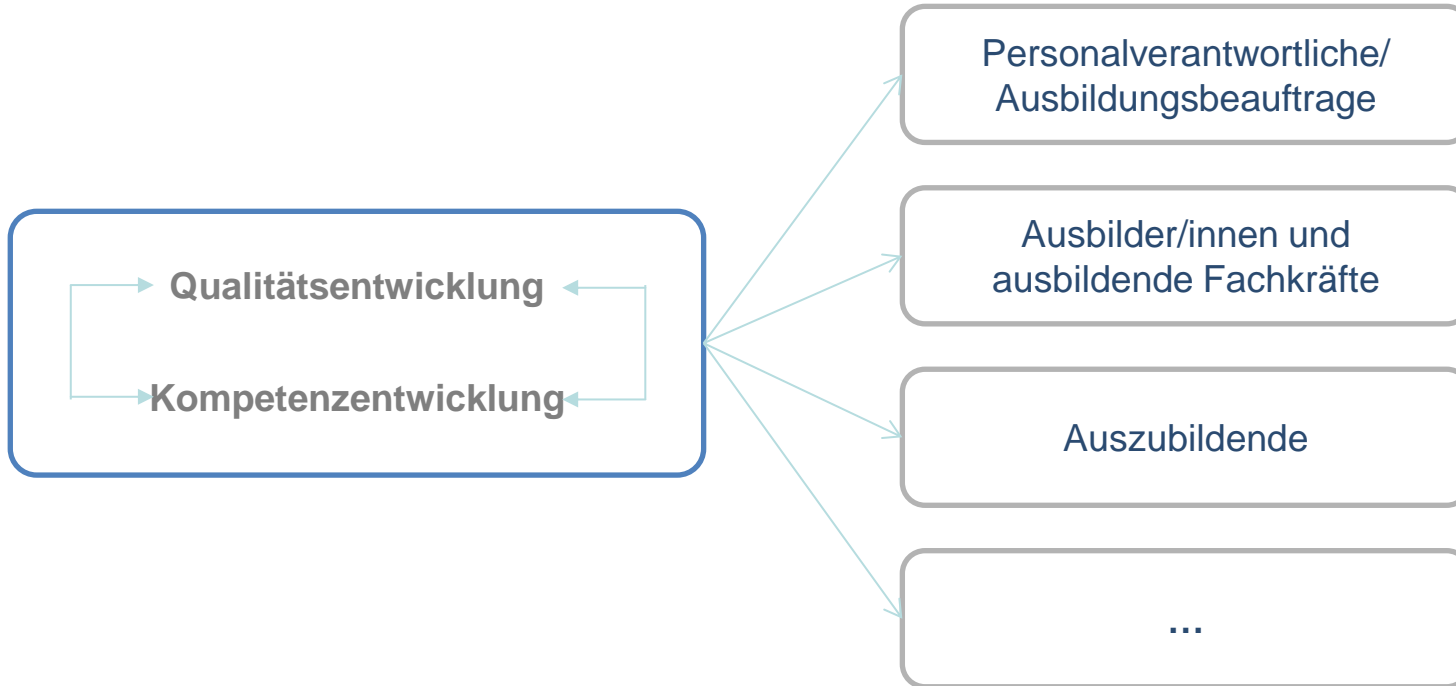 Personalverantwortliche/
Ausbildungsbeauftrage
Ausbilder/innen und
ausbildende Fachkräfte
Qualitätsentwicklung
Kompetenzentwicklung
Auszubildende
...